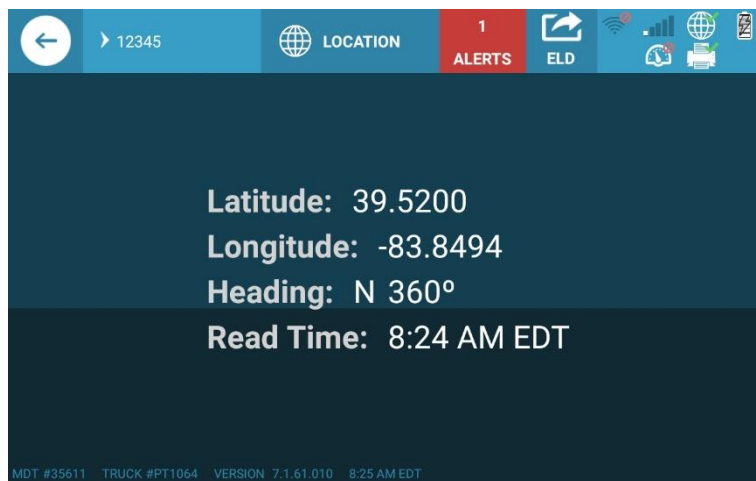 12345
LOCATION
1
ALERTS
ELD
Latitude: 39.5200
Longitude: -83.8494
Heading: N 360º
Read Time: 8:24 AM EDT
MDT #35611 TRUCK #PT1064 VERSION 7.1.61.010 8:25 AM EDT